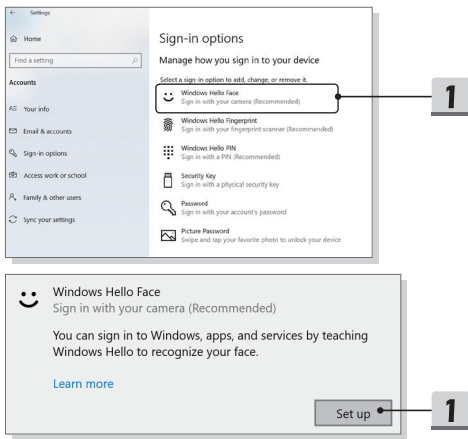 Settings
Home
Find a setting
Accounts
Your info
Email & accounts
Sign-in options
Access work or school
Family & other users
Sync your settings
Sign-in options
Manage how you sign in to your device
Select a sign-in option to add, change, or remove it.
Windows Hello Face
Sign in with your camera (Recommended)
Windows Hello Fingerprint
Sign in with your fingerprint scanner (Recommended)
Windows Hello PIN
Sign in with a PIN (Recommended)
Security Key
Sign in with a physical security key
Password
Sign in with your account's password
Picture Password
Swipe and tap your favorite photo to unlock your device
1
Windows Hello Face
Sign in with your camera (Recommended)
You can sign in to Windows, apps, and services by teaching
Windows Hello to recognize your face.
Learn more
Set up
1